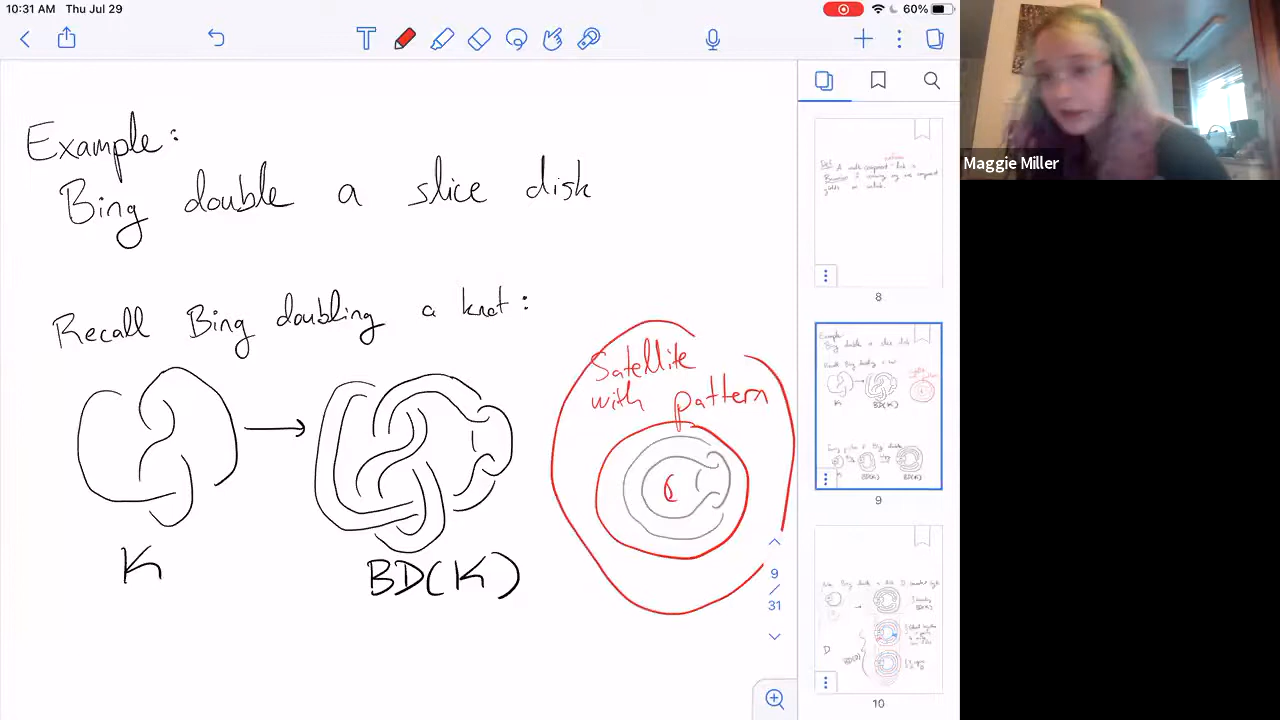 10:31 AM Thu Jul 29
60%
T
Example:
Bing double a slice disk
Recall Bing doubling a knot:
Satellite
with pattern
K
BD(K)
9
/
31
8
9
10
Maggie Miller